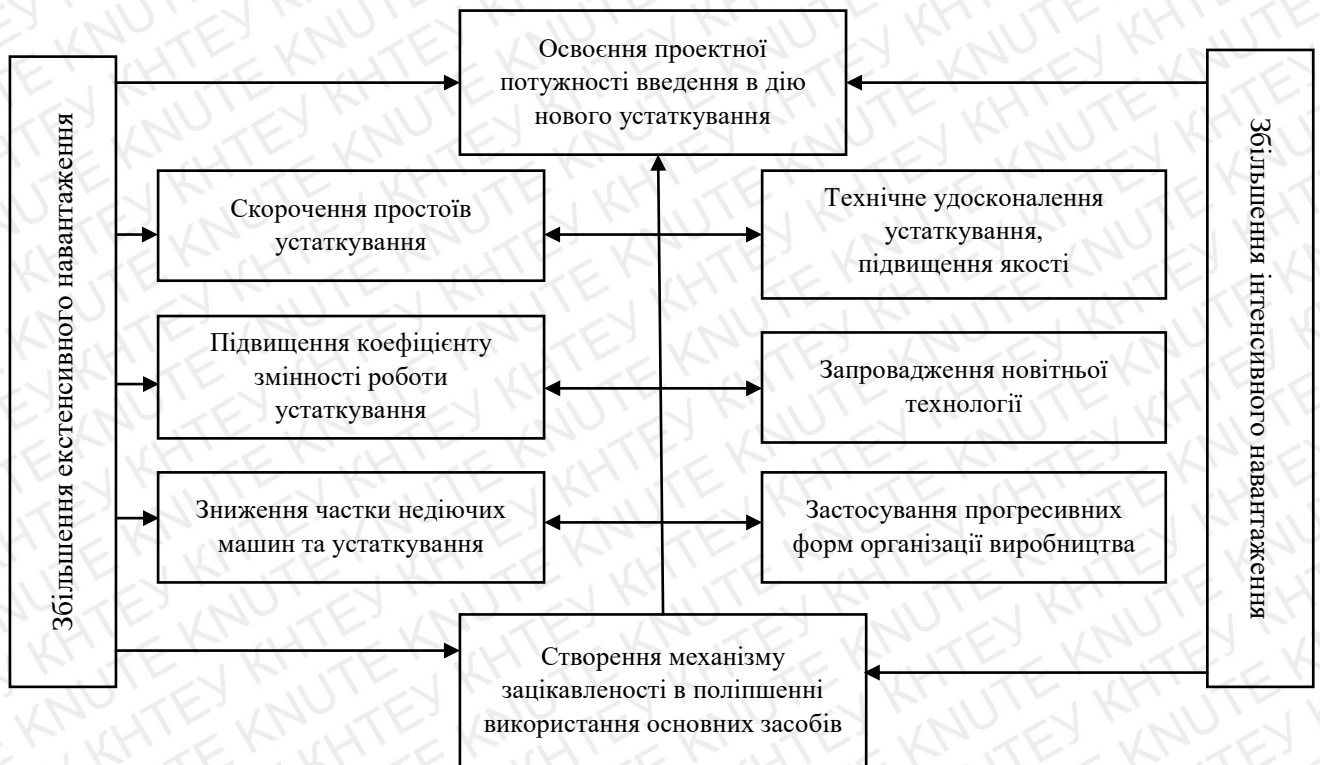 Освоєння проектної
потужності введення в дію
нового устаткування
Збільшення екстенсивного навантаження
Збільшення інтенсивного навантаження
Скорочення простоїв
устаткування
Технічне удосконалення
устаткування,
підвищення якості
Підвищення коефіцієнту
змінності роботи
устаткування
Запровадження новітньої
технології
Зниження частки недіючих
машин та устаткування
Застосування прогресивних
форм організації виробництва
Створення механізму
зацікавленості в поліпшенні
використання основних засобів